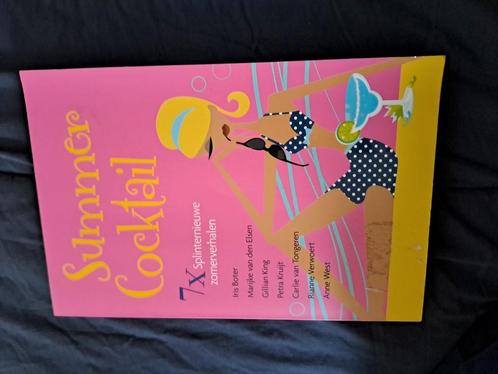 Summer
Cocktail
7x Splinternieuwe
zomerverhalen
Iris Boter
Marijke van den Elsen
Gillian King
Petra Kruijt
Carlie van Tongeren
Rianne Verwoert
Anne West